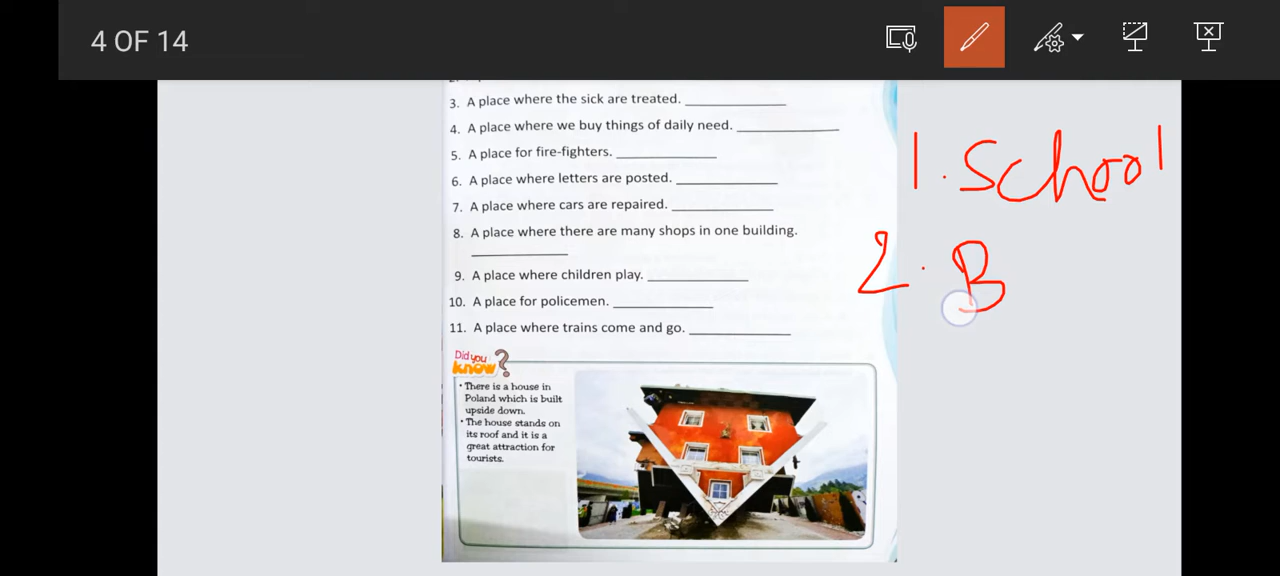 4 OF 14
3. A place where the sick are treated.
4. A place where we buy things of daily need.
5. A place for fire-fighters.
6. A place where letters are posted.
7. A place where cars are repaired.
8. A place where there are many shops in one building.
9. A place where children play.
10. A place for policemen.
11. A place where trains come and go.
Did you
know?
• There is a house in
Poland which is built
upside down.
• The house stands on
its roof and it is a
great attraction for
tourists.
1. School
2. B